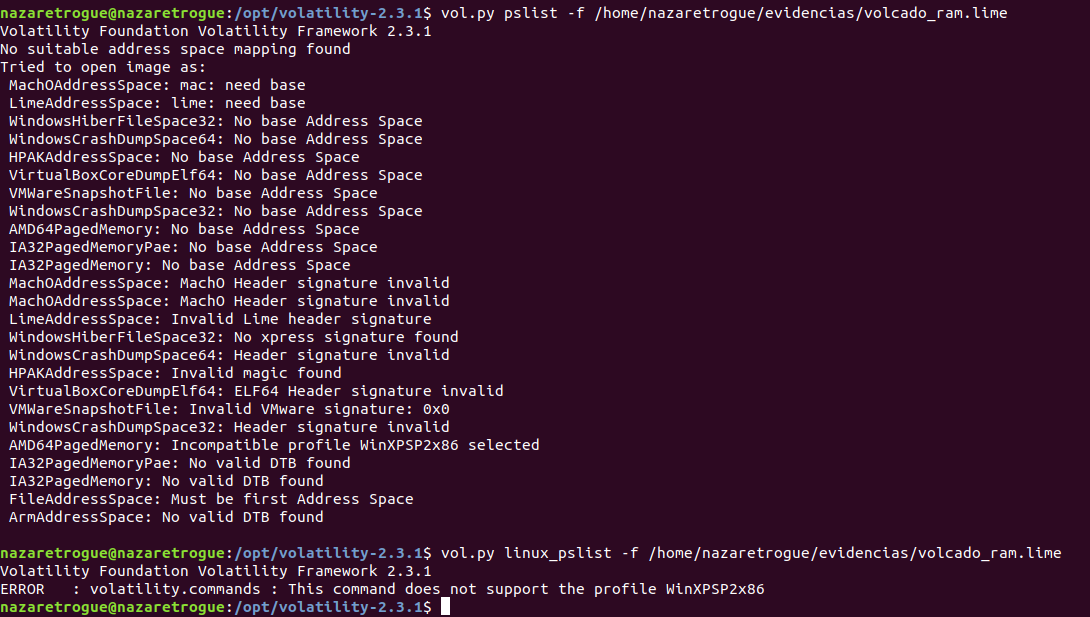 nazaretrogue@nazaretrogue:/opt/volatility-2.3.1$ vol.py pslist -f /home/nazaretrogue/evidencias/volcado_ram.lime
Volatility Foundation Volatility Framework 2.3.1
No suitable address space mapping found
Tried to open image as:
 MachOAddressSpace: mac: need base
 LimeAddressSpace: lime: need base
 WindowsHiberFileSpace32: No base Address Space
 WindowsCrashDumpSpace64: No base Address Space
 HPAKAddressSpace: No base Address Space
 VirtualBoxCoreDumpElf64: No base Address Space
 VMWareSnapshotFile: No base Address Space
 WindowsCrashDumpSpace32: No base Address Space
 AMD64PagedMemory: No base Address Space
 IA32PagedMemoryPae: No base Address Space
 IA32PagedMemory: No base Address Space
 MachOAddressSpace: MachO Header signature invalid
 MachOAddressSpace: MachO Header signature invalid
 LimeAddressSpace: Invalid Lime header signature
 WindowsHiberFileSpace32: No xpress signature found
 WindowsCrashDumpSpace64: Header signature invalid
 HPAKAddressSpace: Invalid magic found
 VirtualBoxCoreDumpElf64: ELF64 Header signature invalid
 VMWareSnapshotFile: Invalid VMware signature: 0x0
 WindowsCrashDumpSpace32: Header signature invalid
 AMD64PagedMemory: Incompatible profile WinXPSP2x86 selected
 IA32PagedMemoryPae: No valid DTB found
 IA32PagedMemory: No valid DTB found
 FileAddressSpace: Must be first Address Space
 ArmAddressSpace: No valid DTB found
nazaretrogue@nazaretrogue:/opt/volatility-2.3.1$ vol.py linux_pslist -f /home/nazaretrogue/evidencias/volcado_ram.lime
Volatility Foundation Volatility Framework 2.3.1
ERROR   : volatility.commands : This command does not support the profile WinXPSP2x86
nazaretrogue@nazaretrogue:/opt/volatility-2.3.1$